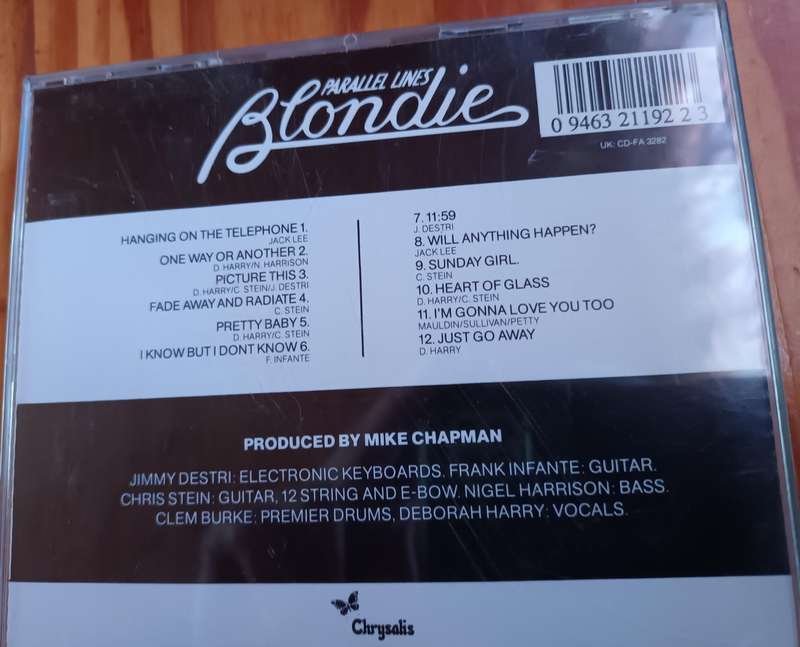 PARALLEL LINES
Blondie
0 9463 21192 2 3
UK: CD-FA 3282
HANGING ON THE TELEPHONE 1.
JACK LEE
ONE WAY OR ANOTHER 2.
D. HARRY/N. HARRISON
PICTURE THIS 3.
D. HARRY/C. STEIN/J. DESTRI
FADE AWAY AND RADIATE 4.
C. STEIN
PRETTY BABY 5.
D. HARRY/C. STEIN
I KNOW BUT I DONT KNOW 6.
F. INFANTE
7. 11:59
J. DESTRI
8. WILL ANYTHING HAPPEN?
JACK LEE
9. SUNDAY GIRL.
C. STEIN
10. HEART OF GLASS
D. HARRY/C. STEIN
11. I'M GONNA LOVE YOU TOO
MAULDIN/SULLIVAN/PETTY
12. JUST GO AWAY
D. HARRY
PRODUCED BY MIKE CHAPMAN
JIMMY DESTRI: ELECTRONIC KEYBOARDS. FRANK INFANTE: GUITAR.
CHRIS STEIN: GUITAR, 12 STRING AND E-BOW. NIGEL HARRISON: BASS.
CLEM BURKE: PREMIER DRUMS, DEBORAH HARRY: VOCALS.
Chrysalis